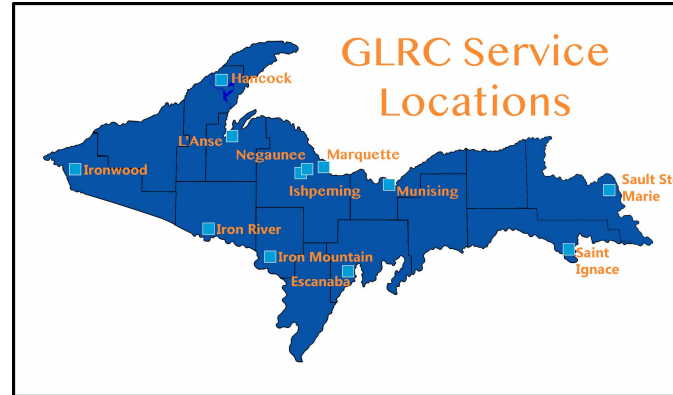 GLRC Service
Locations
Hancock
L'Anse
Negaunee
Marquette
Ironwood
Ishpeming
Munising
Sault Ste
Marie
Iron River
Iron Mountain
Saint
Ignace
Escanaba